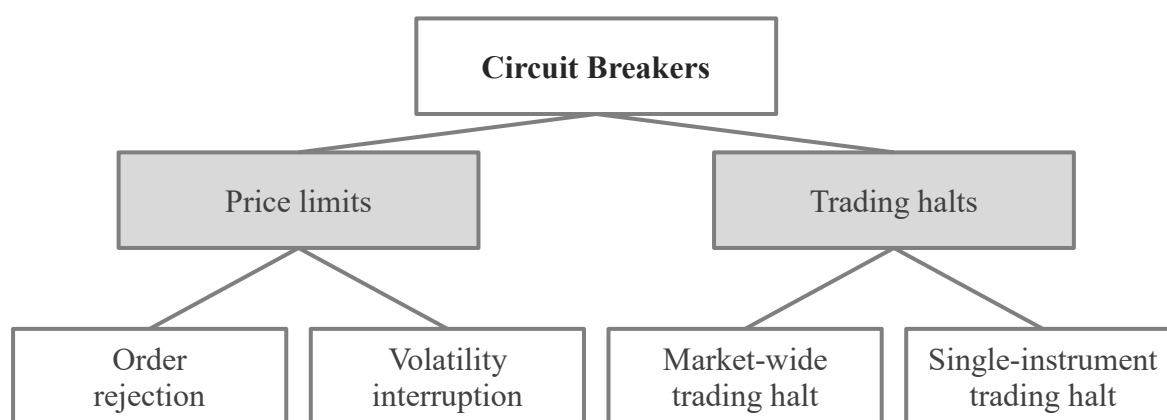 Circuit Breakers
Price limits
Trading halts
Order
rejection
Volatility
interruption
Market-wide
trading halt
Single-instrument
trading halt